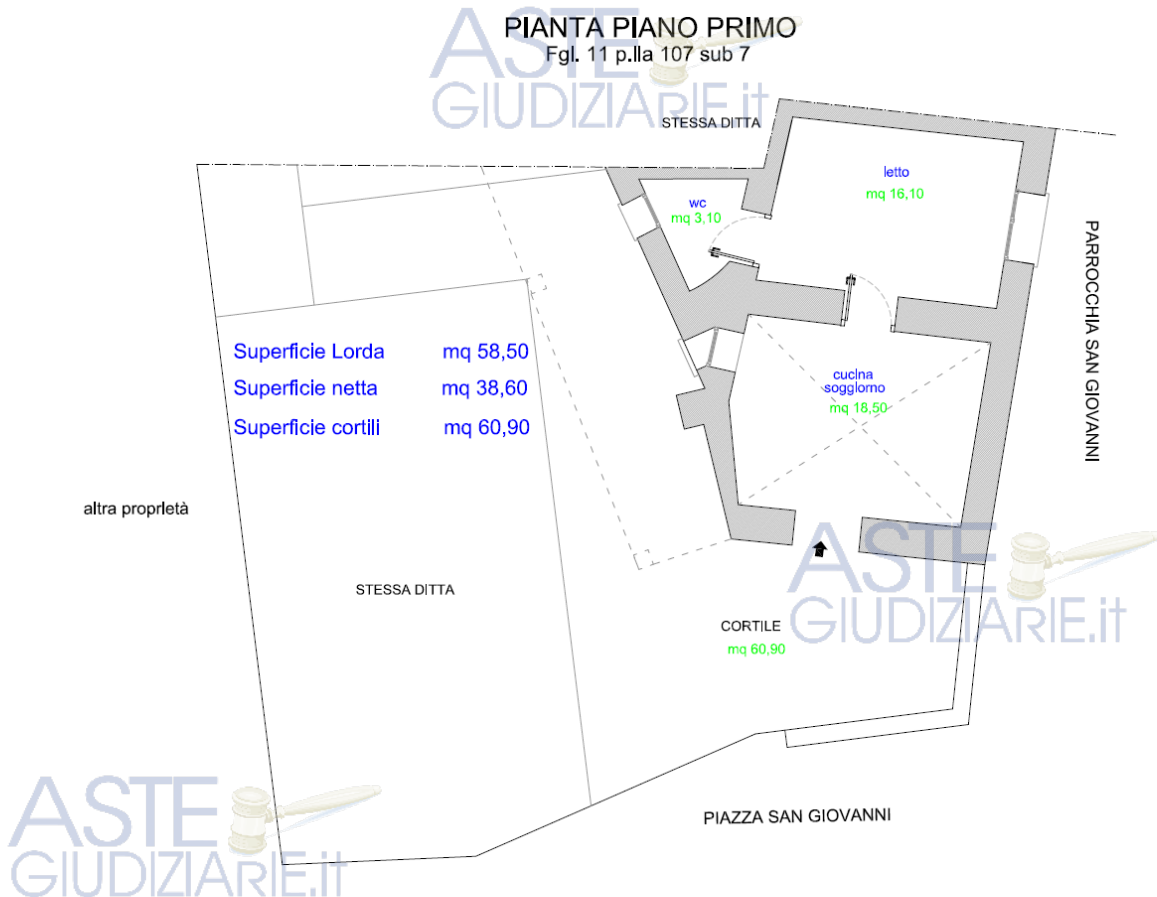 PIANTA PIANO PRIMO
Fgl. 11 p.lla 107 sub 7
ASTE
GIUDIZIARIE.it
STESSA DITTA
letto
mq 16,10
wc
mq 3,10
PARROCCHIA SAN GIOVANNI
Superficie Lorda mq 58,50
Superficie netta mq 38,60
Superficie cortili mq 60,90
cucina
soggiorno
mq 18,50
altra proprietà
STESSA DITTA
ASTE
GIUDIZIARIE.it
CORTILE
mq 60,90
ASTE
GIUDIZIARIE.it
PIAZZA SAN GIOVANNI